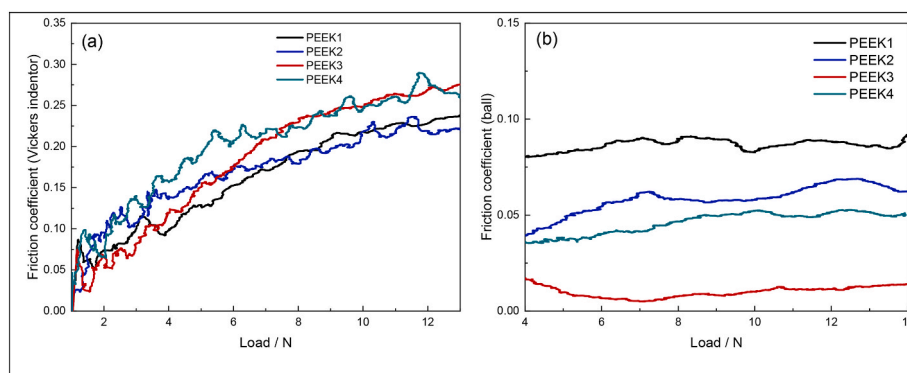 (a)
PEEK1
PEEK2
PEEK3
PEEK4
Friction coefficient (Vickers indentor)
0.35
0.30
0.25
0.20
0.15
0.10
0.05
0.00
2 4 6 8 10 12
Load / N
(b)
PEEK1
PEEK2
PEEK3
PEEK4
Friction coefficient (ball)
0.15
0.10
0.05
0.00
4 6 8 10 12
Load / N